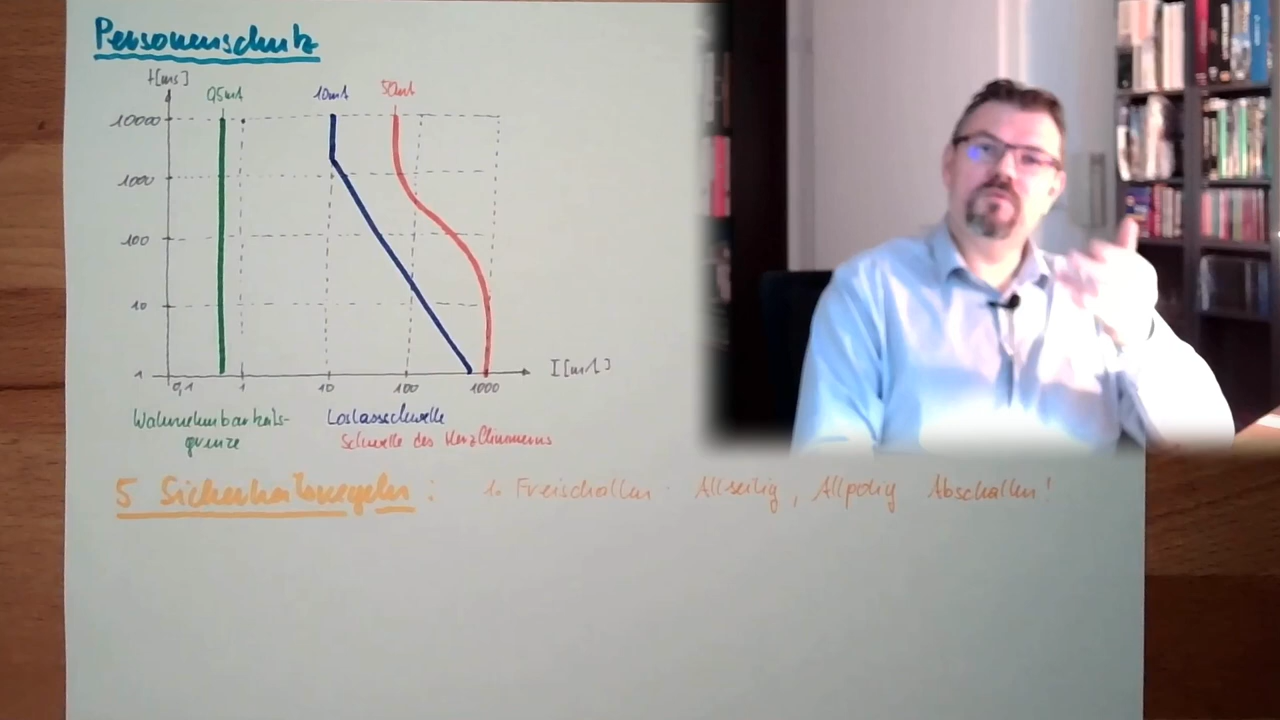 Personenschutz
t[ms]
0,5mA 10mA 50mA
10000
1000
100
10
1
0,1 1 10 100 1000 I[mA]
Wahrnehmbarkeits-
grenze
Loslassschwelle
Schwelle des Herzflimmerns
5 Sicherheitsregeln: 1. Freischalten: Allseitig, Allpolig Abschalten!